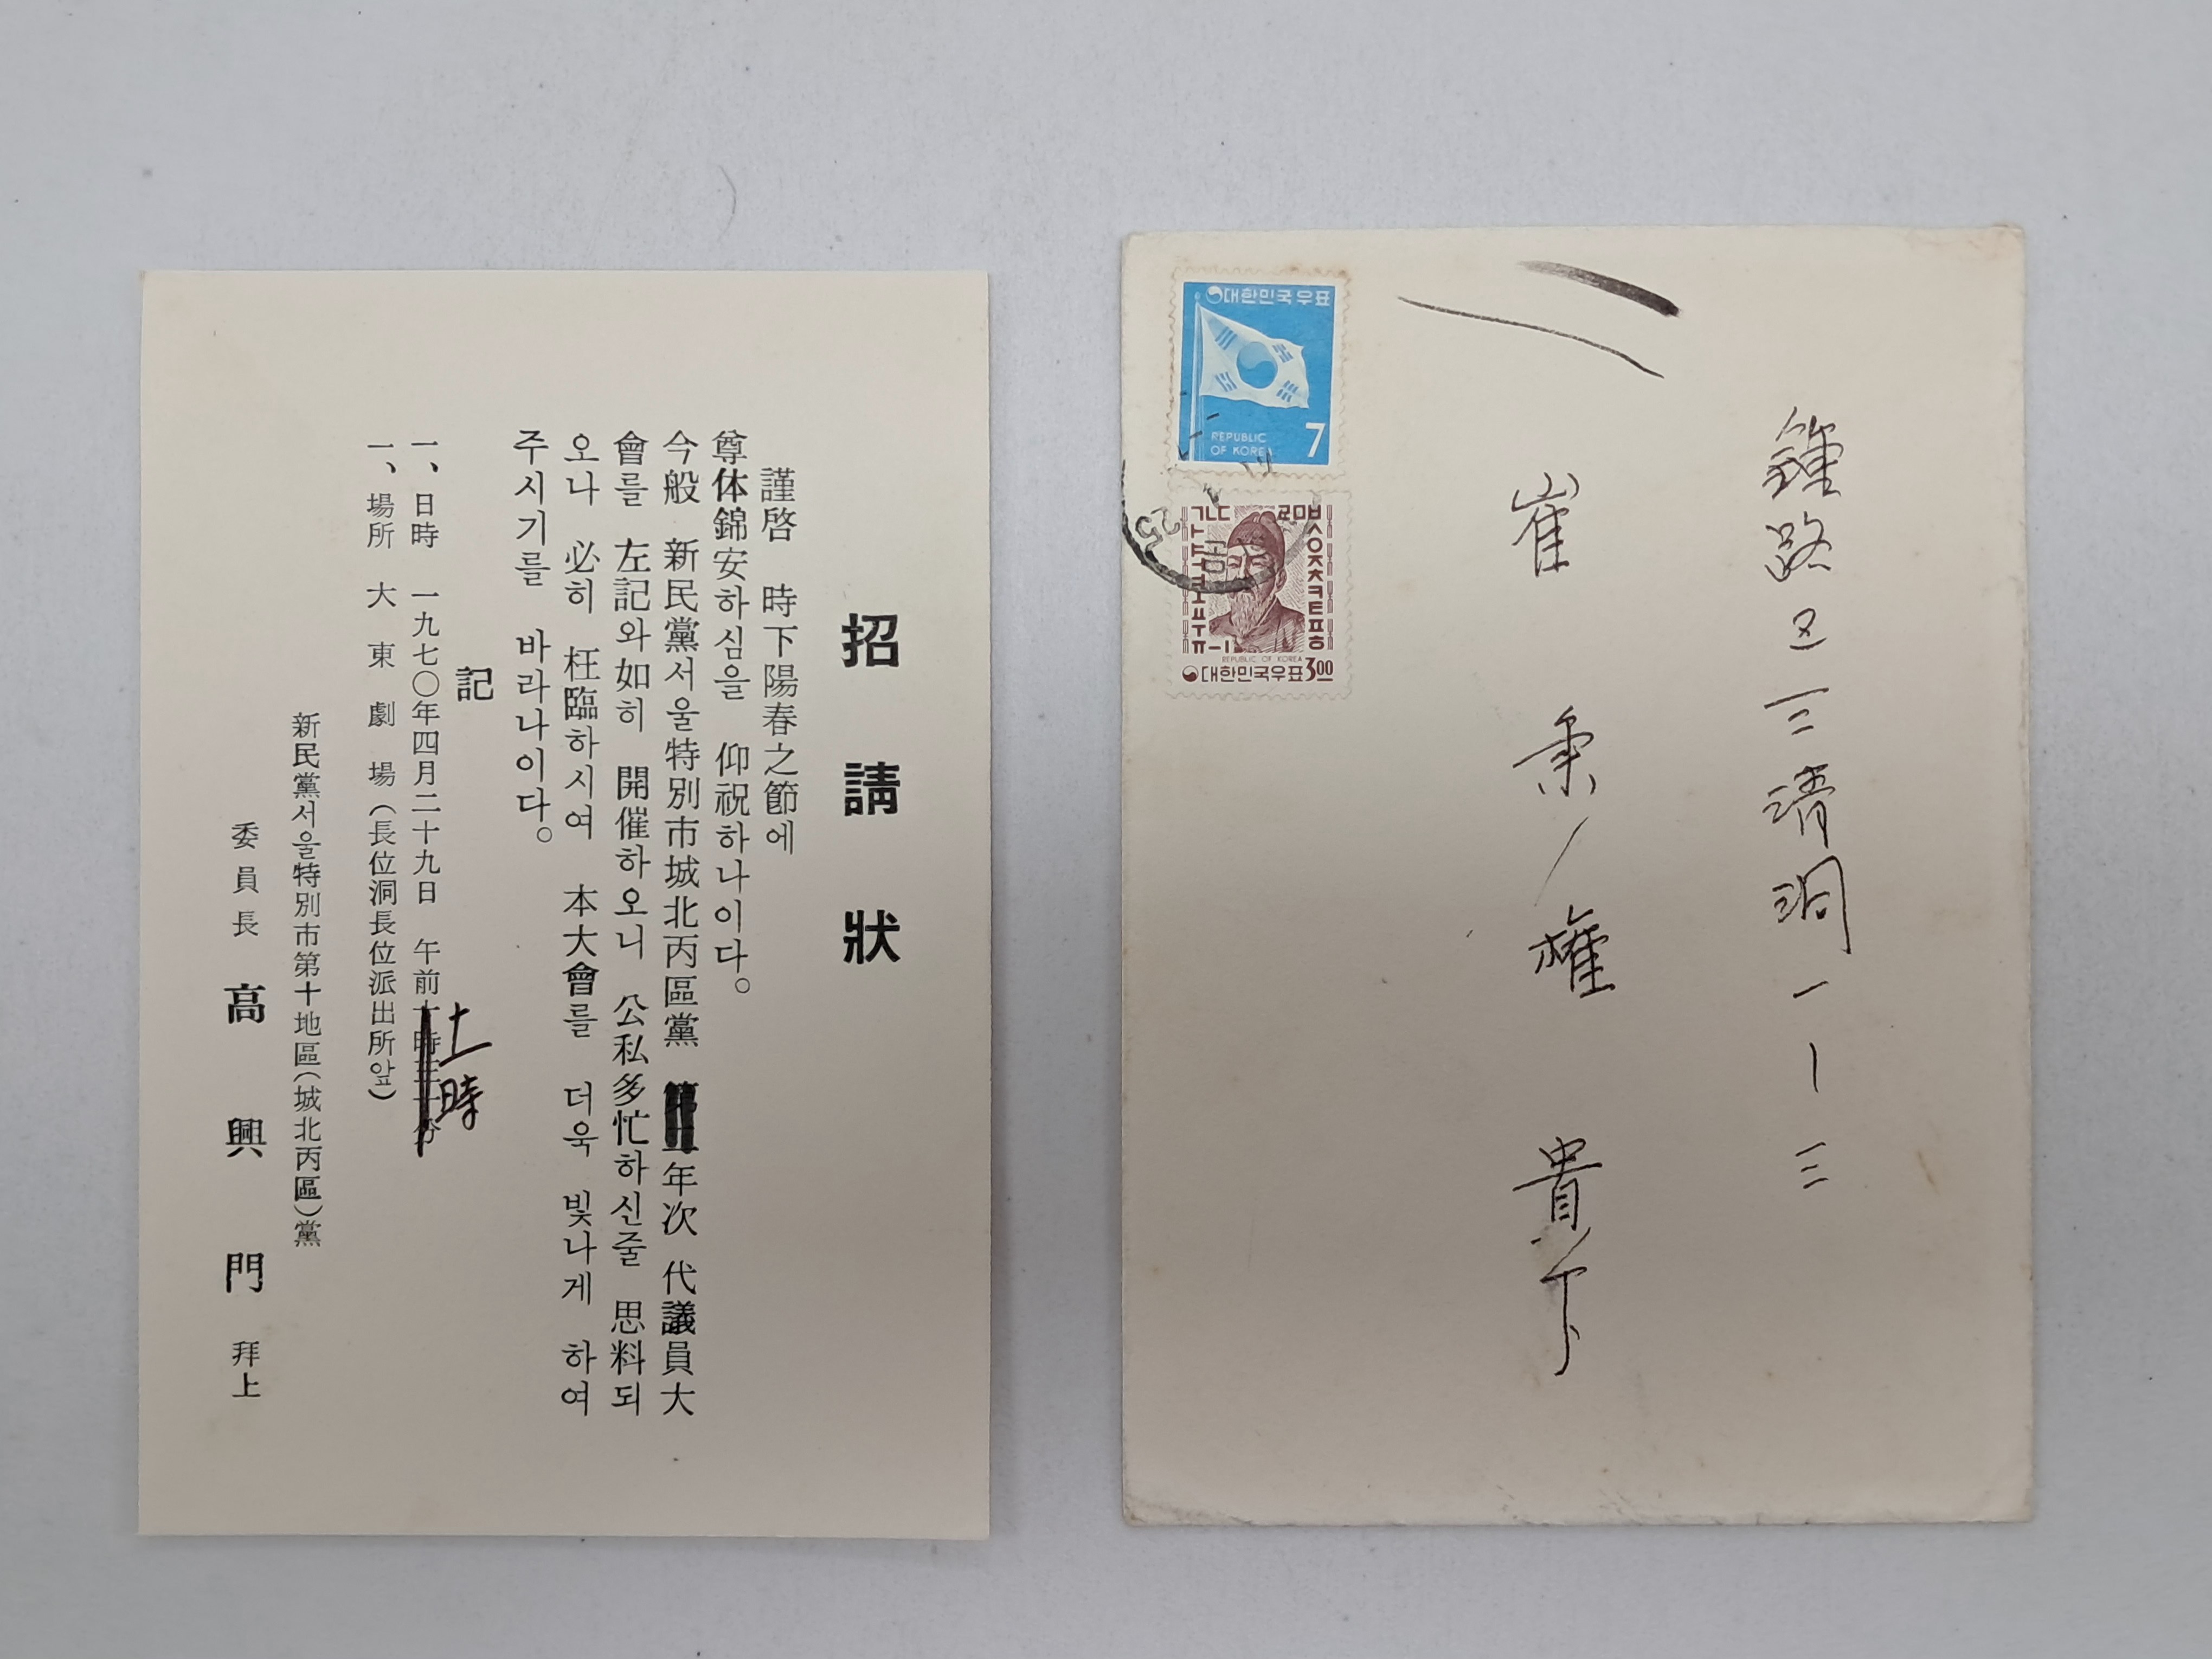 招請狀
謹啓 時下陽春之節에
尊体錦安하심을 仰祝하나이다。
今般 新民黨서울特別市城北丙區黨 年次 代議員大
會를 左記와如히 開催하오니 公私多忙하신줄 思料되
오나 必히 枉臨하시여 本大會를 더욱 빛나게 하여
주시기를 바라나이다。
記
一、日時 一九七〇年四月二十九日 午前
十時
一、場所 大東劇場(長位洞長位派出所앞)
新民黨서울特別市第十地區(城北丙區)黨
委員長 高興門 拜上
대한민국우표
REPUBLIC
OF KOREA
7
ㄱㄴㄷ ㄹㅁㅂ
ㅅㅇㅈㅊㅋㅌㅍㅎ
REPUBLIC OF KOREA
대한민국우표3.00
25
鍾路區三淸洞一一三
崔 秉 權 貴下